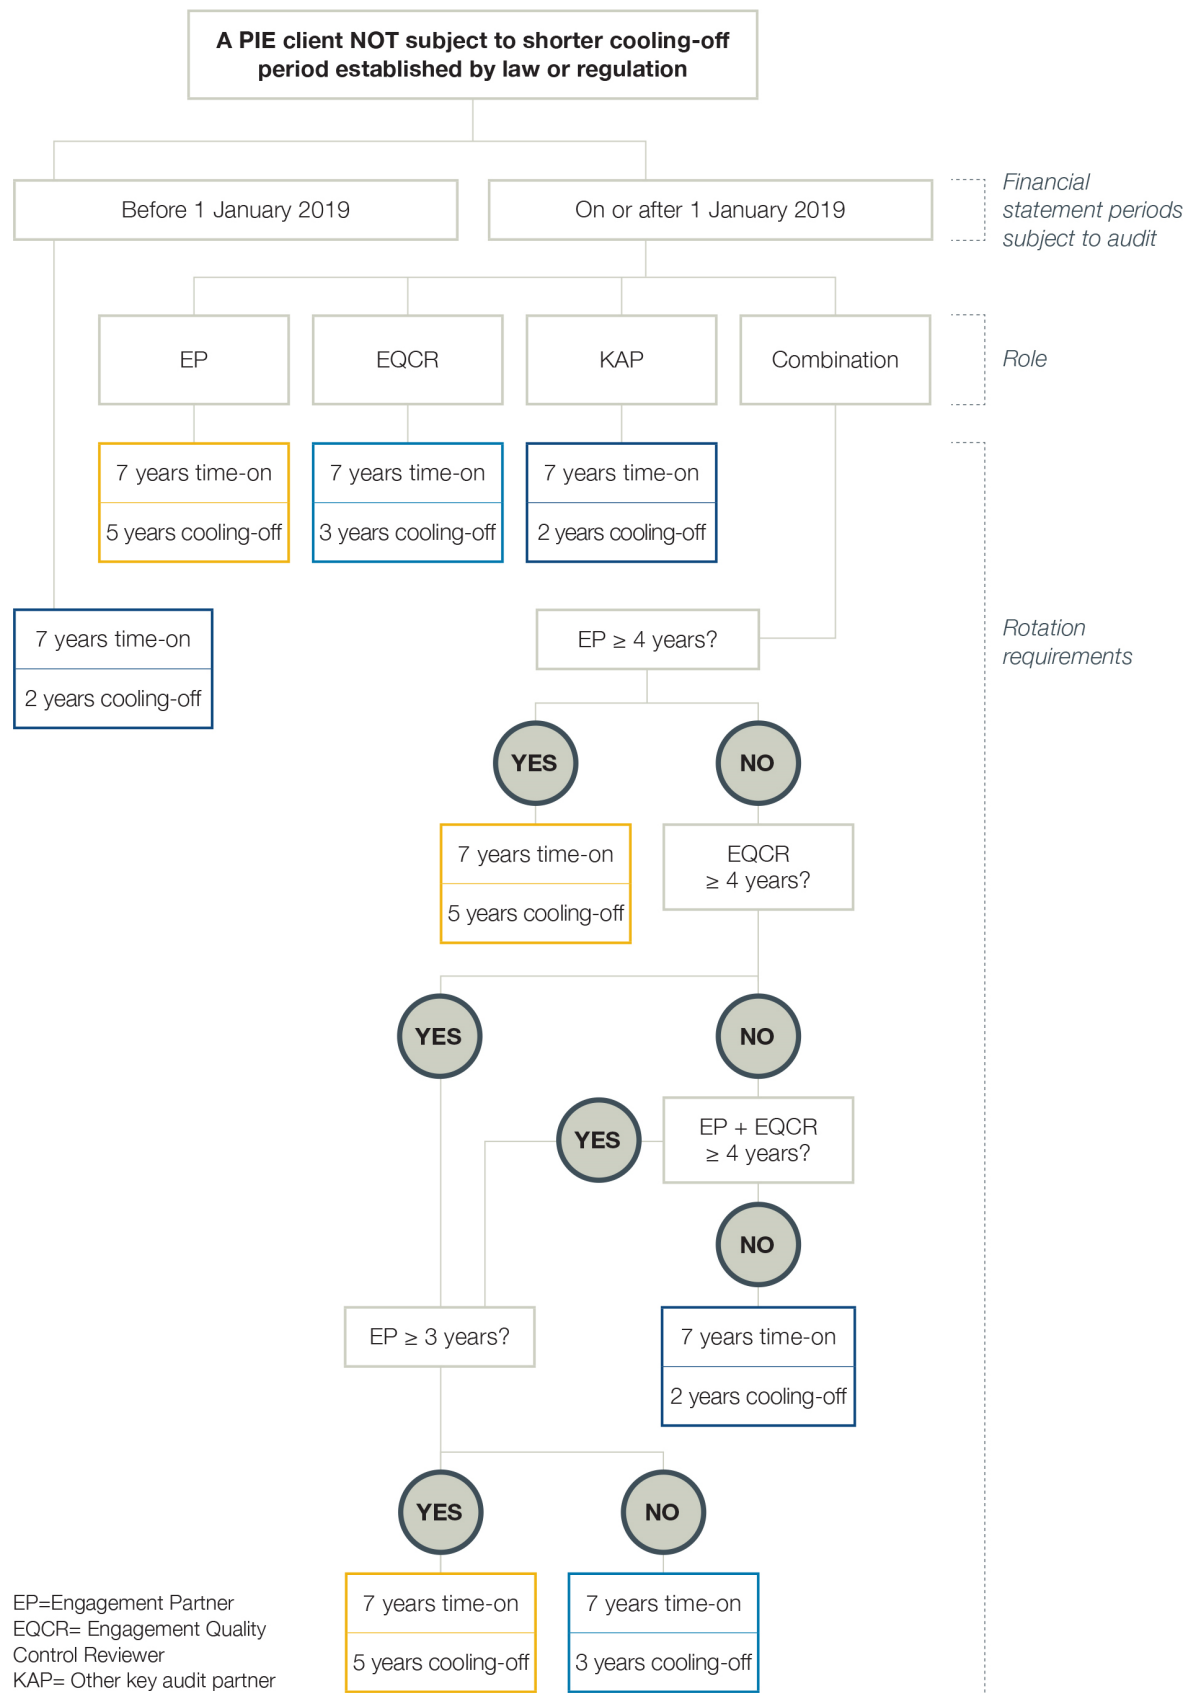 A PIE client NOT subject to shorter cooling-off
period established by law or regulation
Before 1 January 2019
On or after 1 January 2019
Financial
statement periods
subject to audit
EP
EQCR
KAP
Combination
Role
7 years time-on
5 years cooling-off
7 years time-on
3 years cooling-off
7 years time-on
2 years cooling-off
7 years time-on
2 years cooling-off
EP ≥ 4 years?
Rotation
requirements
YES
NO
7 years time-on
5 years cooling-off
EQCR
≥ 4 years?
YES
NO
YES
EP + EQCR
≥ 4 years?
NO
EP ≥ 3 years?
7 years time-on
2 years cooling-off
YES
NO
7 years time-on
5 years cooling-off
7 years time-on
3 years cooling-off
EP=Engagement Partner
EQCR= Engagement Quality
Control Reviewer
KAP= Other key audit partner